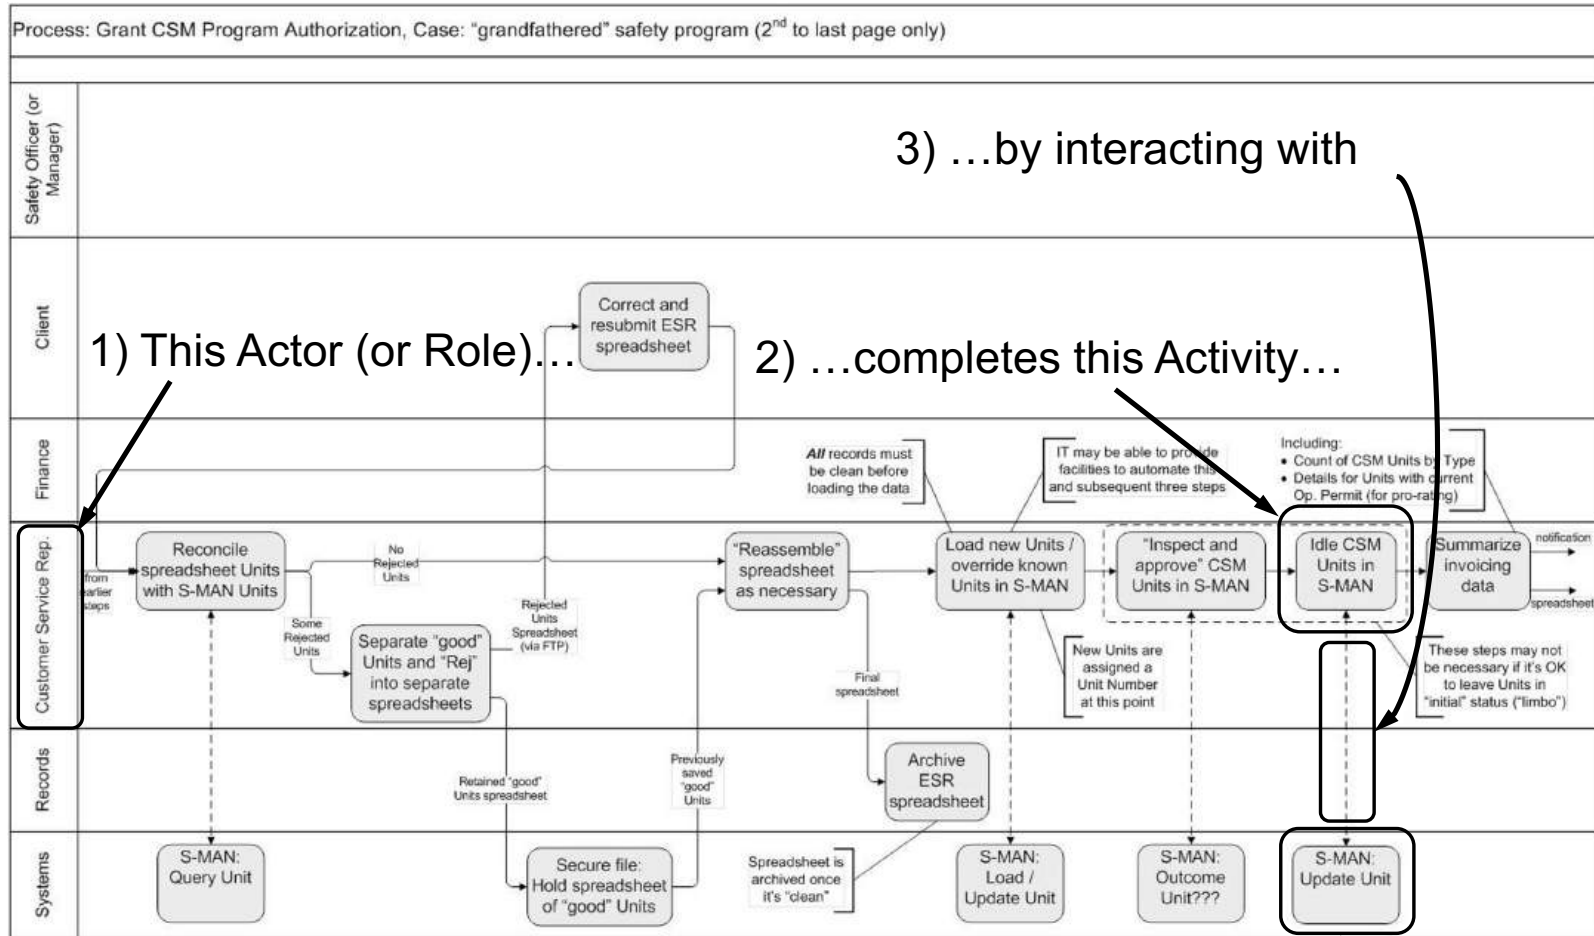 Process: Grant CSM Program Authorization, Case: “grandfathered” safety program (2nd to last page only)
Safety Officer (or
Manager)
3) …by interacting with
Client
Correct and
resubmit ESR
spreadsheet
1) This Actor (or Role)…
2) …completes this Activity…
Finance
All records must
be clean before
loading the data
IT may be able to provide
facilities to automate this
and subsequent three steps
Including:
• Count of CSM Units by Type
• Details for Units with current
Op. Permit (for pro-rating)
Customer Service Rep.
from
earlier
steps
Reconcile
spreadsheet Units
with S-MAN Units
No
Rejected
Units
Some
Rejected
Units
Separate “good”
Units and “Rej”
into separate
spreadsheets
Rejected
Units
Spreadsheet
(via FTP)
“Reassemble”
spreadsheet
as necessary
Final
spreadsheet
Load new Units /
override known
Units in S-MAN
New Units are
assigned a
Unit Number
at this point
“Inspect and
approve” CSM
Units in S-MAN
Idle CSM
Units in
S-MAN
Summarize
invoicing
data
notification
spreadsheet
These steps may not
be necessary if it’s OK
to leave Units in
“initial” status (“limbo”)
Records
Retained “good”
Units spreadsheet
Previously
saved
“good”
Units
Archive
ESR
spreadsheet
Systems
S-MAN:
Query Unit
Secure file:
Hold spreadsheet
of “good” Units
Spreadsheet is
archived once
it’s “clean”
S-MAN:
Load /
Update Unit
S-MAN:
Outcome
Unit???
S-MAN:
Update Unit